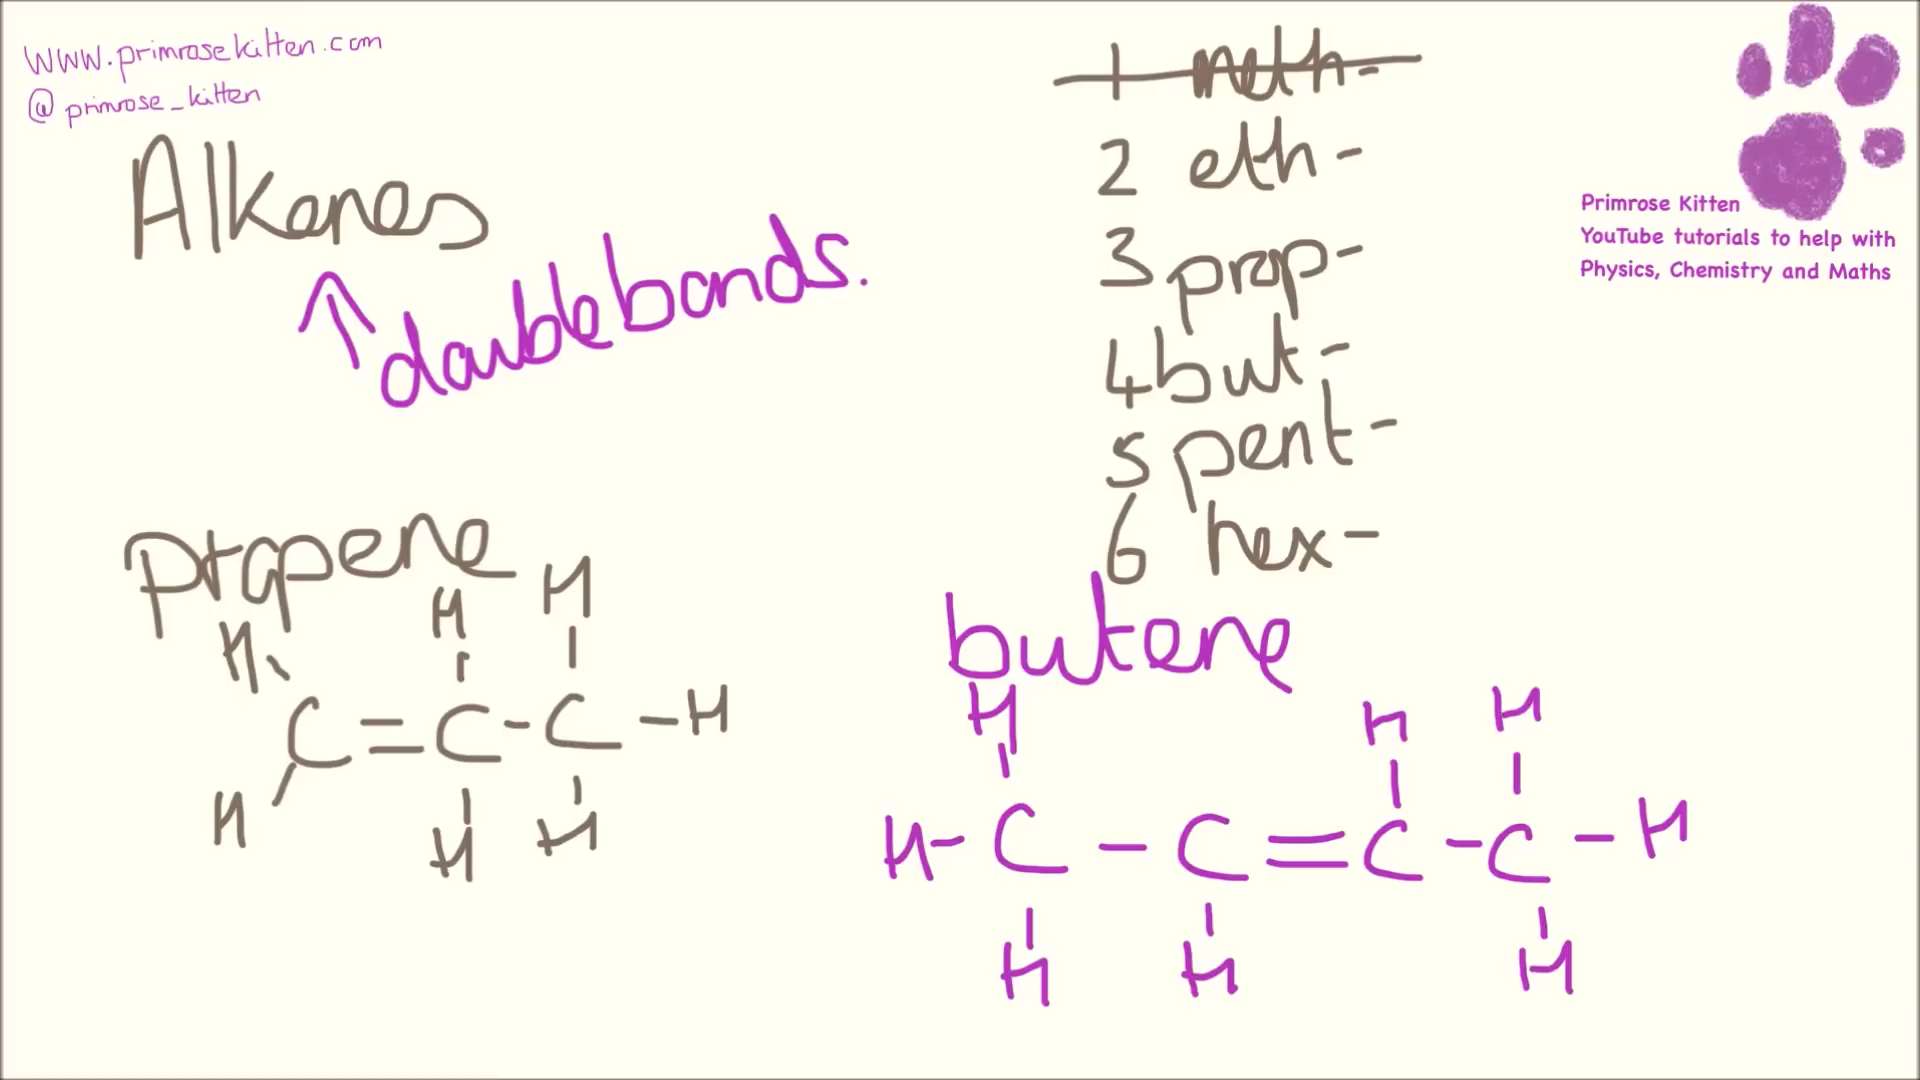 www.primrosekitten.com
@primrose_kitten
Alkenes
↑ double bonds.
1 meth-
2 eth-
3 prop-
4 but-
5 pent-
6 hex-
Primrose Kitten
YouTube tutorials to help with
Physics, Chemistry and Maths
propene
H H H
C = C - C - H
H H H
butene
H H H
H - C - C = C - C - H
H H H